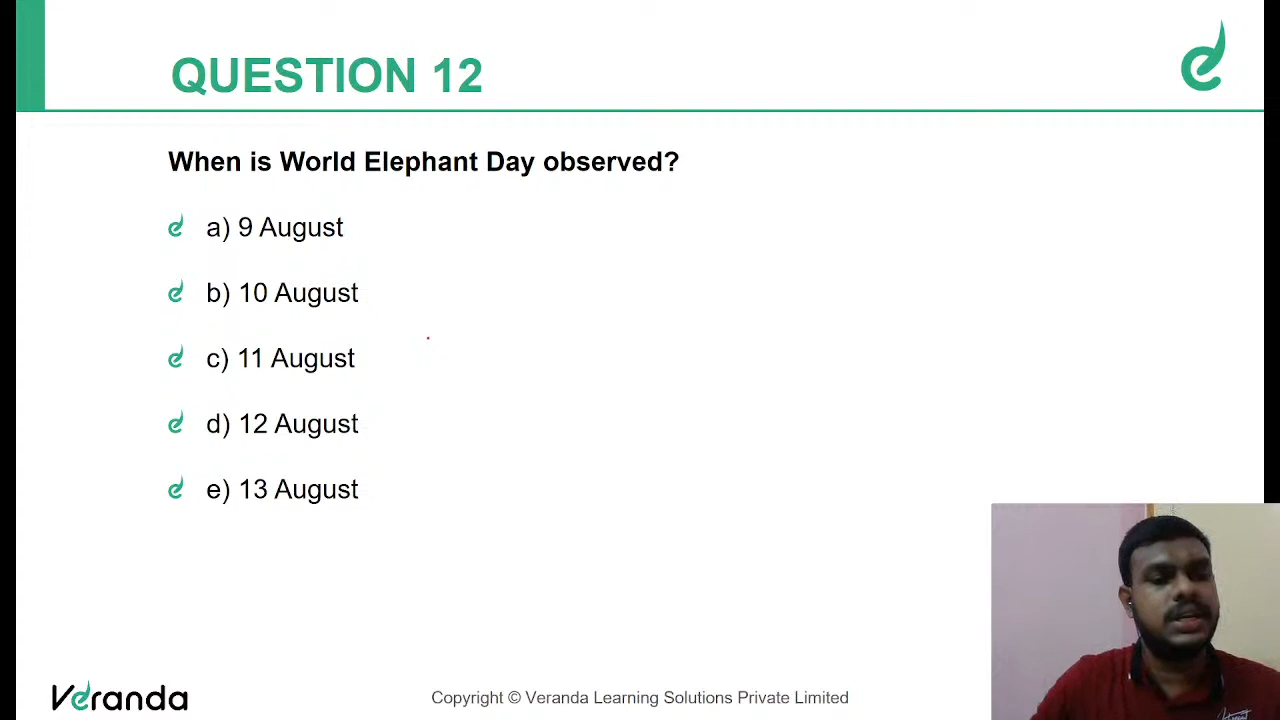 QUESTION 12
When is World Elephant Day observed?
a) 9 August
b) 10 August
c) 11 August
d) 12 August
e) 13 August
Veranda
Copyright © Veranda Learning Solutions Private Limited